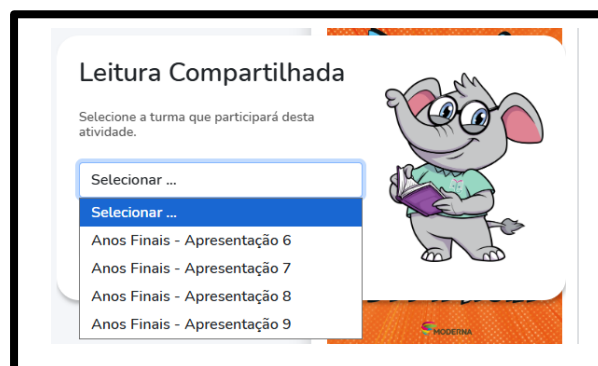 Leitura Compartilhada
Selecione a turma que participará desta
atividade.
Selecionar ...
Selecionar ...
Anos Finais - Apresentação 6
Anos Finais - Apresentação 7
Anos Finais - Apresentação 8
Anos Finais - Apresentação 9
MODERNA